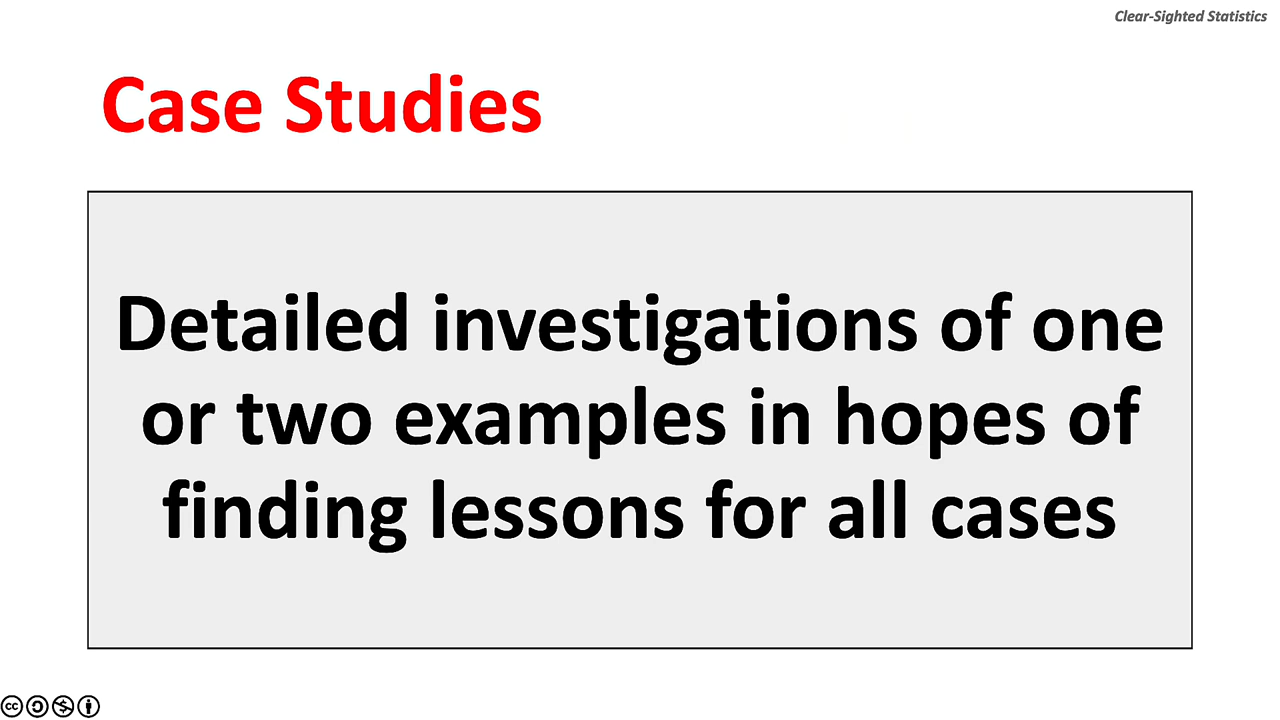 Clear-Sighted Statistics
Case Studies
Detailed investigations of one
or two examples in hopes of
finding lessons for all cases